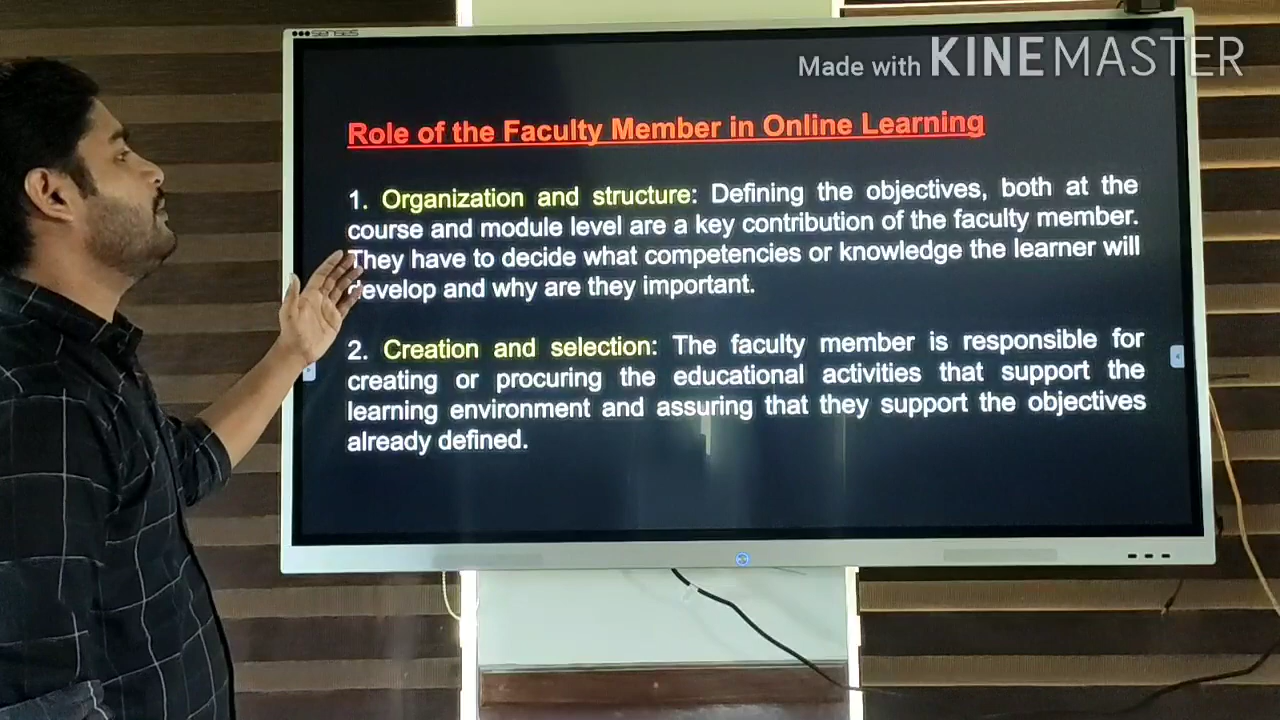 senses
Made with KINEMASTER
Role of the Faculty Member in Online Learning
1. Organization and structure: Defining the objectives, both at the
course and module level are a key contribution of the faculty member.
They have to decide what competencies or knowledge the learner will
develop and why are they important.
2. Creation and selection: The faculty member is responsible for
creating or procuring the educational activities that support the
learning environment and assuring that they support the objectives
already defined.